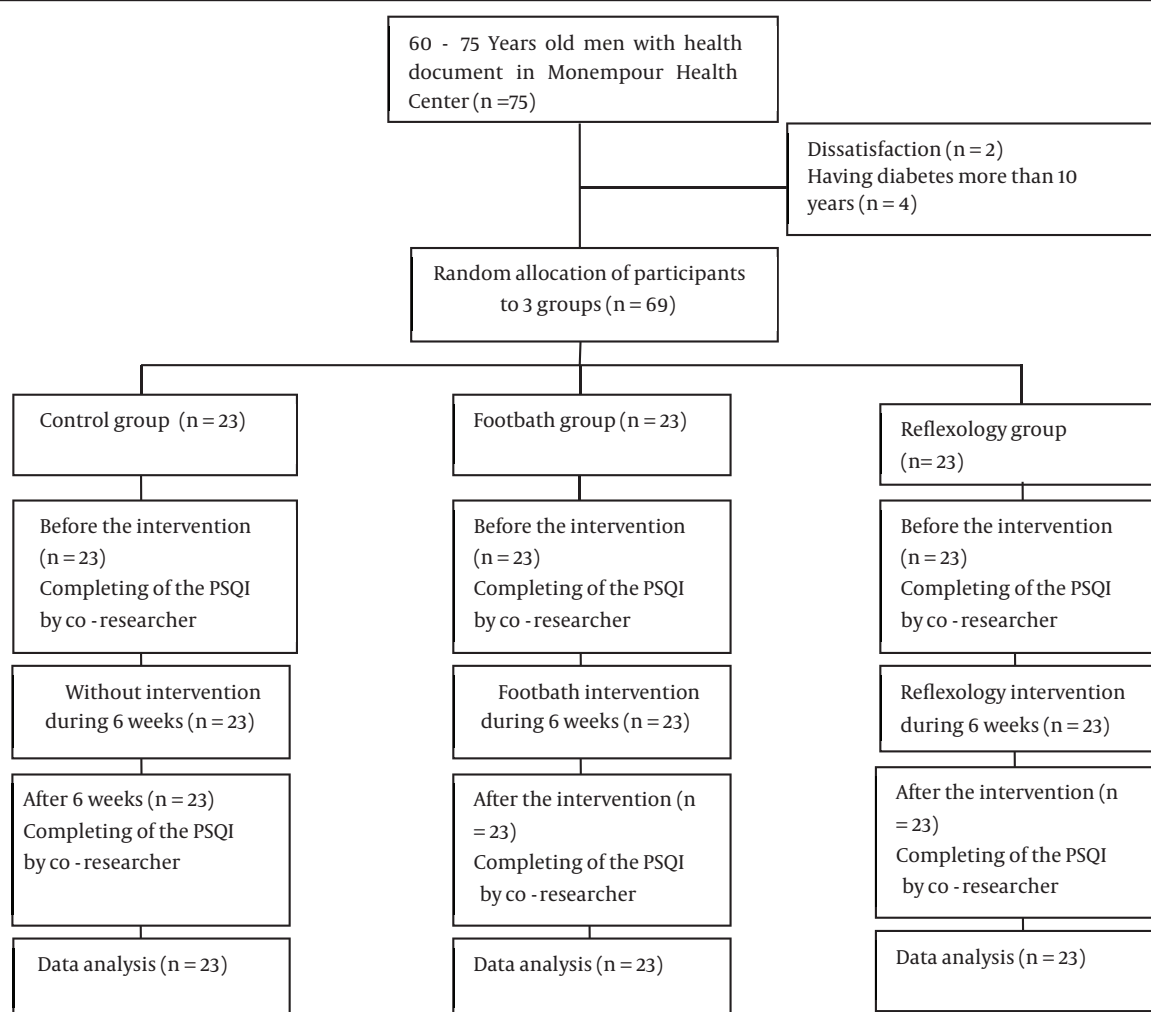 60 - 75 Years old men with health
document in Monempour Health
Center (n =75)
Dissatisfaction (n = 2)
Having diabetes more than 10
years (n = 4)
Random allocation of participants
to 3 groups (n = 69)
Control group (n = 23)
Footbath group (n = 23)
Reflexology group
(n= 23)
Before the intervention
(n = 23)
Completing of the PSQI
by co - researcher
Before the intervention
(n = 23)
Completing of the PSQI
by co - researcher
Before the intervention
(n = 23)
Completing of the PSQI
by co - researcher
Without intervention
during 6 weeks (n = 23)
Footbath intervention
during 6 weeks (n = 23)
Reflexology intervention
during 6 weeks (n = 23)
After 6 weeks (n = 23)
Completing of the PSQI
by co - researcher
After the intervention (n
= 23)
Completing of the PSQI
by co - researcher
After the intervention (n
= 23)
Completing of the PSQI
by co - researcher
Data analysis (n = 23)
Data analysis (n = 23)
Data analysis (n = 23)